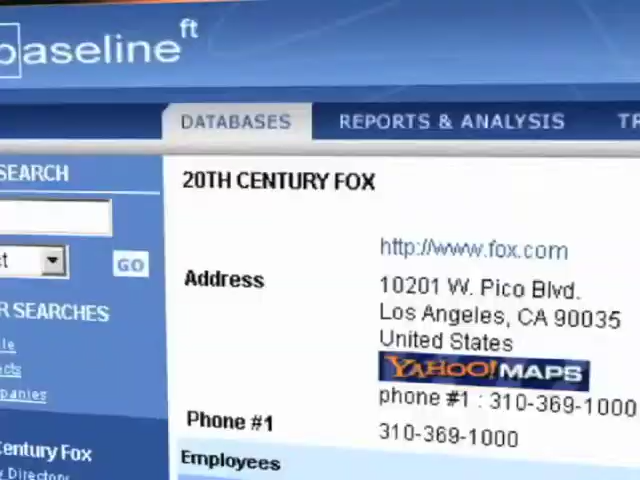 baseline ft
DATABASES
REPORTS & ANALYSIS
SEARCH
GO
SEARCHES
20TH CENTURY FOX
http://www.fox.com
Address
10201 W. Pico Blvd.
Los Angeles, CA 90035
United States
YAHOO! MAPS
phone #1 : 310-369-1000
Phone #1
310-369-1000
Employees
entury Fox
Directory